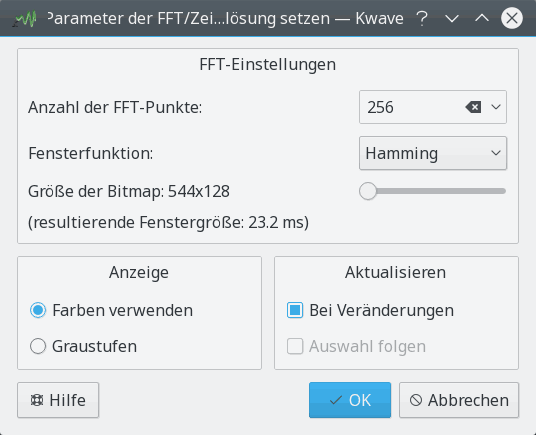 Parameter der FFT/Zei...lösung setzen — Kwave
FFT-Einstellungen
Anzahl der FFT-Punkte: 256
Fensterfunktion: Hamming
Größe der Bitmap: 544x128
(resultierende Fenstergröße: 23.2 ms)
Anzeige
Farben verwenden
Graustufen
Aktualisieren
Bei Veränderungen
Auswahl folgen
Hilfe
OK
Abbrechen